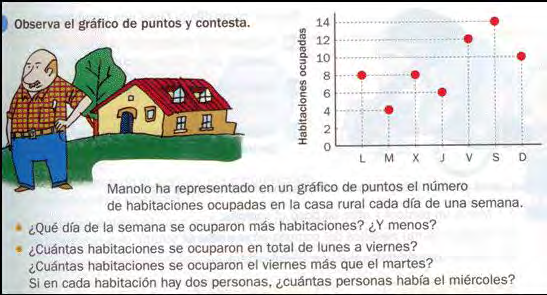 Observa el gráfico de puntos y contesta.
Habitaciones ocupadas
14
12
10
8
6
4
2
0
L M X J V S D
Manolo ha representado en un gráfico de puntos el número
de habitaciones ocupadas en la casa rural cada día de una semana.
¿Qué día de la semana se ocuparon más habitaciones? ¿Y menos?
¿Cuántas habitaciones se ocuparon en total de lunes a viernes?
¿Cuántas habitaciones se ocuparon el viernes más que el martes?
Si en cada habitación hay dos personas, ¿cuántas personas había el miércoles?